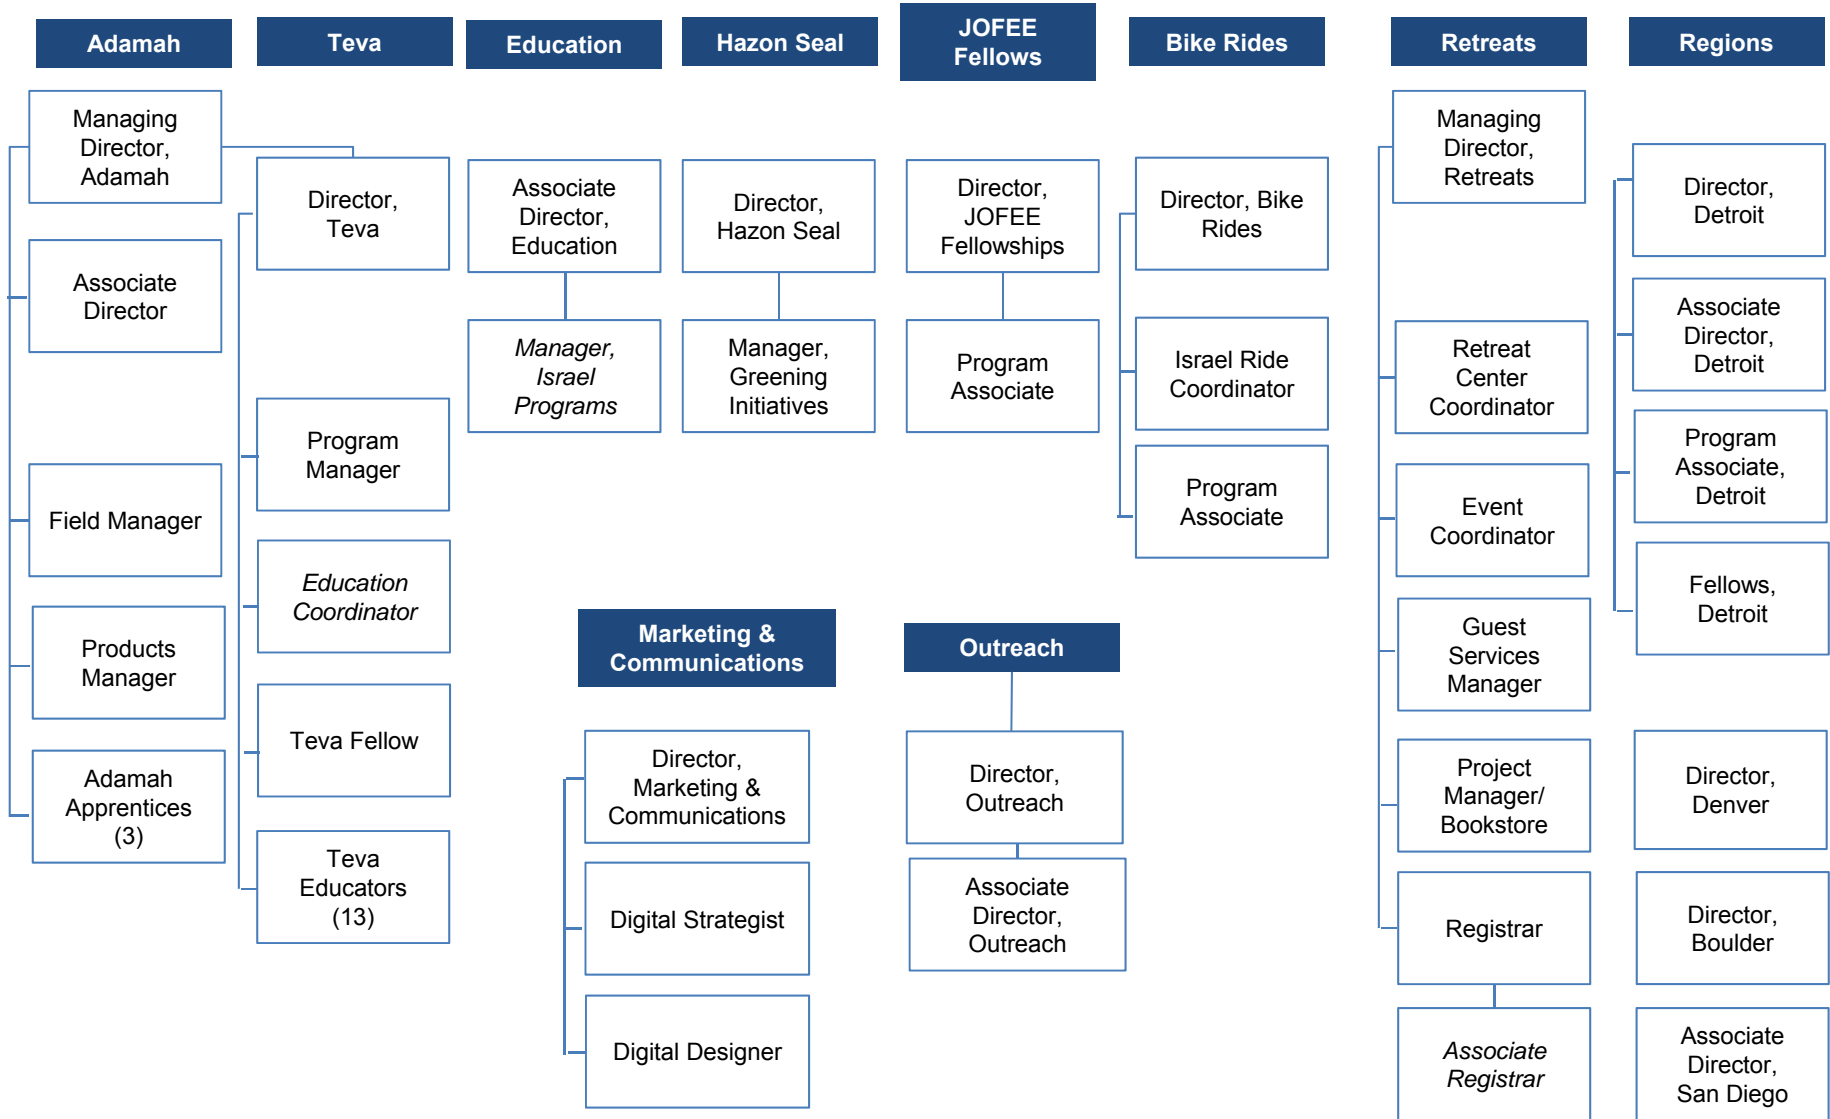 Adamah
Teva
Education
Hazon Seal
JOFEE
Fellows
Bike Rides
Retreats
Regions
Managing
Director,
Adamah
Associate
Director
Field Manager
Products
Manager
Adamah
Apprentices
(3)
Director,
Teva
Program
Manager
Education
Coordinator
Teva Fellow
Teva
Educators
(13)
Associate
Director,
Education
Manager,
Israel
Programs
Director,
Hazon Seal
Manager,
Greening
Initiatives
Director,
JOFEE
Fellowships
Program
Associate
Director, Bike
Rides
Israel Ride
Coordinator
Program
Associate
Marketing &
Communications
Director,
Marketing &
Communications
Digital Strategist
Digital Designer
Outreach
Director,
Outreach
Associate
Director,
Outreach
Managing
Director,
Retreats
Retreat
Center
Coordinator
Event
Coordinator
Guest
Services
Manager
Project
Manager/
Bookstore
Registrar
Associate
Registrar
Director,
Detroit
Associate
Director,
Detroit
Program
Associate,
Detroit
Fellows,
Detroit
Director,
Denver
Director,
Boulder
Associate
Director,
San Diego